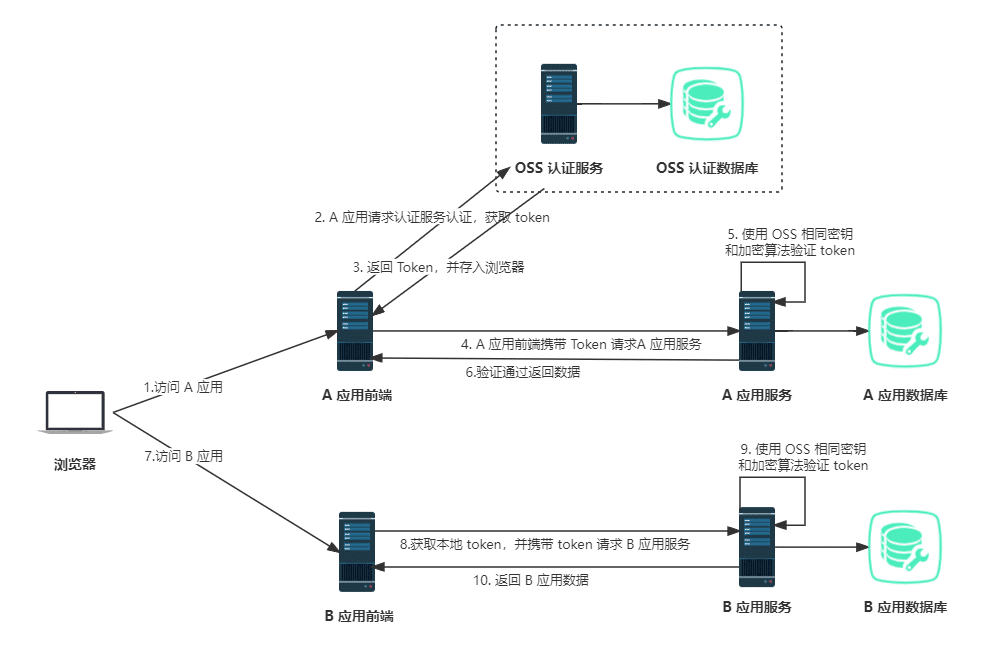 OSS 认证服务
OSS 认证数据库
2. A 应用请求认证服务认证，获取 token
5. 使用 OSS 相同密钥
和加密算法验证 token
3. 返回 Token，并存入浏览器
4. A 应用前端携带 Token 请求A 应用服务
6.验证通过返回数据
1.访问 A 应用
A 应用前端
A 应用服务
A 应用数据库
浏览器
7.访问 B 应用
9. 使用 OSS 相同密钥
和加密算法验证 token
8.获取本地 token，并携带 token 请求 B 应用服务
10. 返回 B 应用数据
B 应用前端
B 应用服务
B 应用数据库